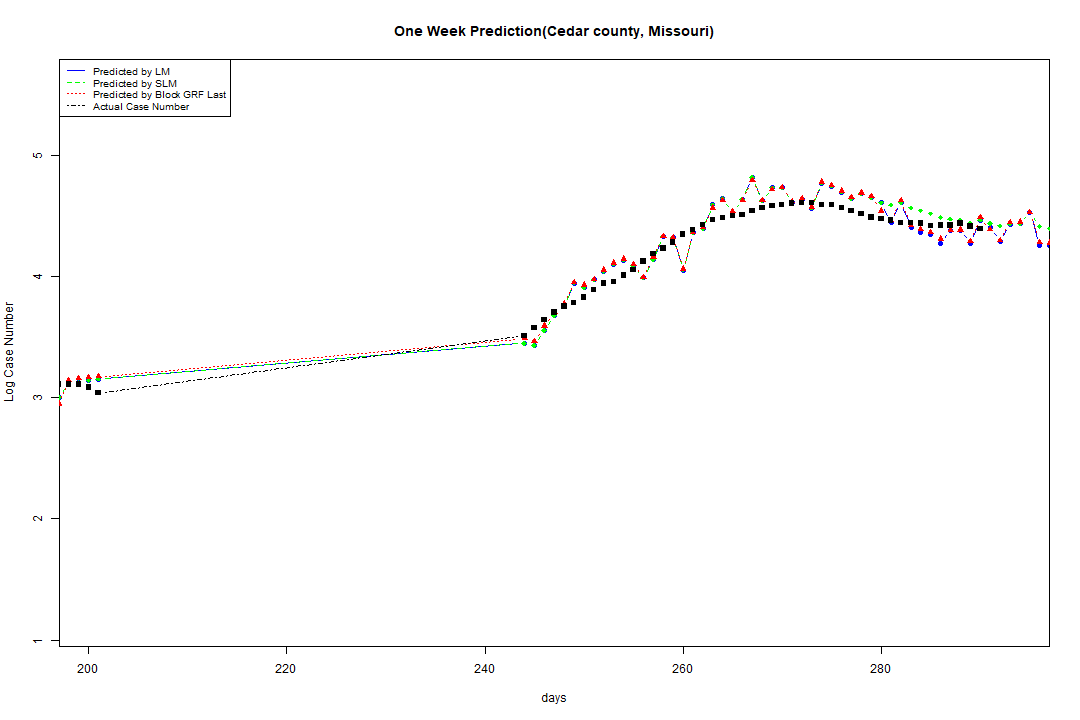 One Week Prediction(Cedar county, Missouri)
Predicted by LM
Predicted by SLM
Predicted by Block GRF Last
Actual Case Number
5
4
3
2
1
Log Case Number
200 220 240 260 280
days